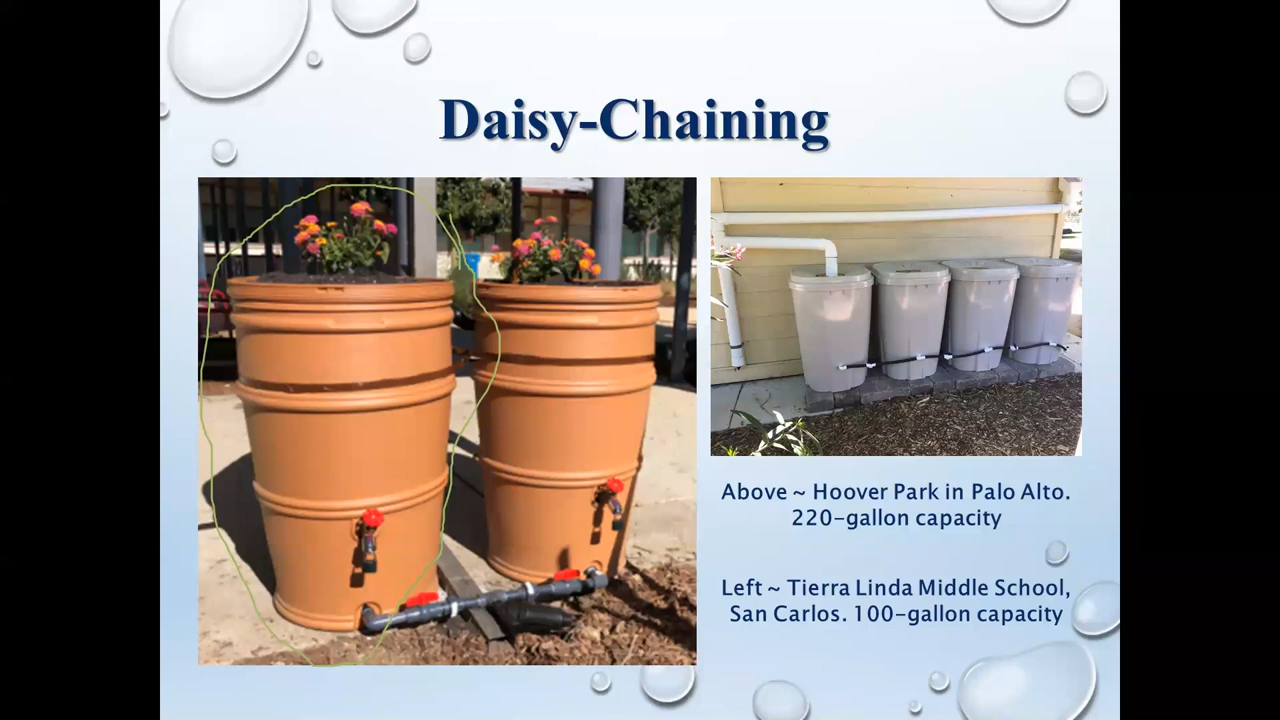 Daisy-Chaining
Above ~ Hoover Park in Palo Alto.
220-gallon capacity
Left ~ Tierra Linda Middle School,
San Carlos. 100-gallon capacity